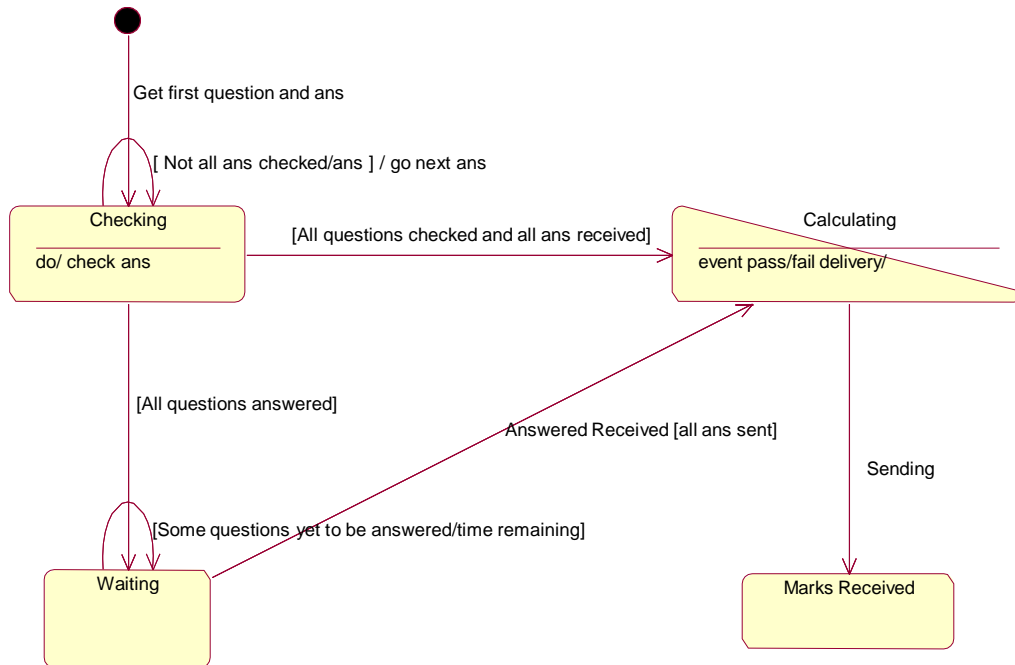 Get first question and ans
[ Not all ans checked/ans ] / go next ans
Checking
do/ check ans
[All questions checked and all ans received]
Calculating
event pass/fail delivery/
[All questions answered]
Answered Received [all ans sent]
Sending
[Some questions yet to be answered/time remaining]
Waiting
Marks Received